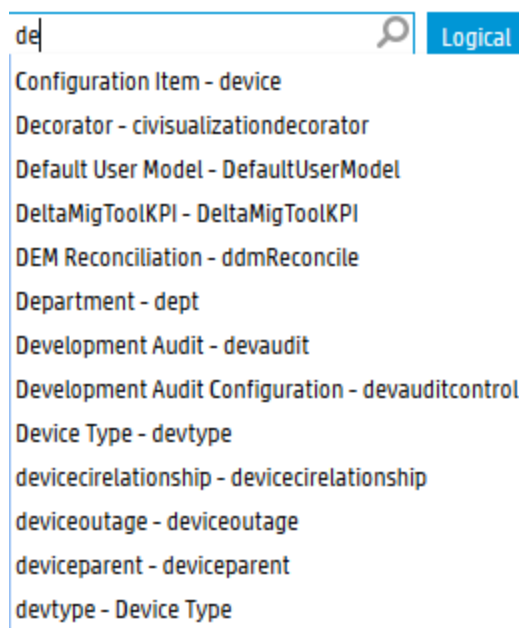 de Logical
Configuration Item - device
Decorator - civisualizationdecorator
Default User Model - DefaultUserModel
DeltaMigToolKPI - DeltaMigToolKPI
DEM Reconciliation - ddmReconcile
Department - dept
Development Audit - devaudit
Development Audit Configuration - devauditcontrol
Device Type - devtype
devicecirelationship - devicecirelationship
deviceoutage - deviceoutage
deviceparent - deviceparent
devtype - Device Type